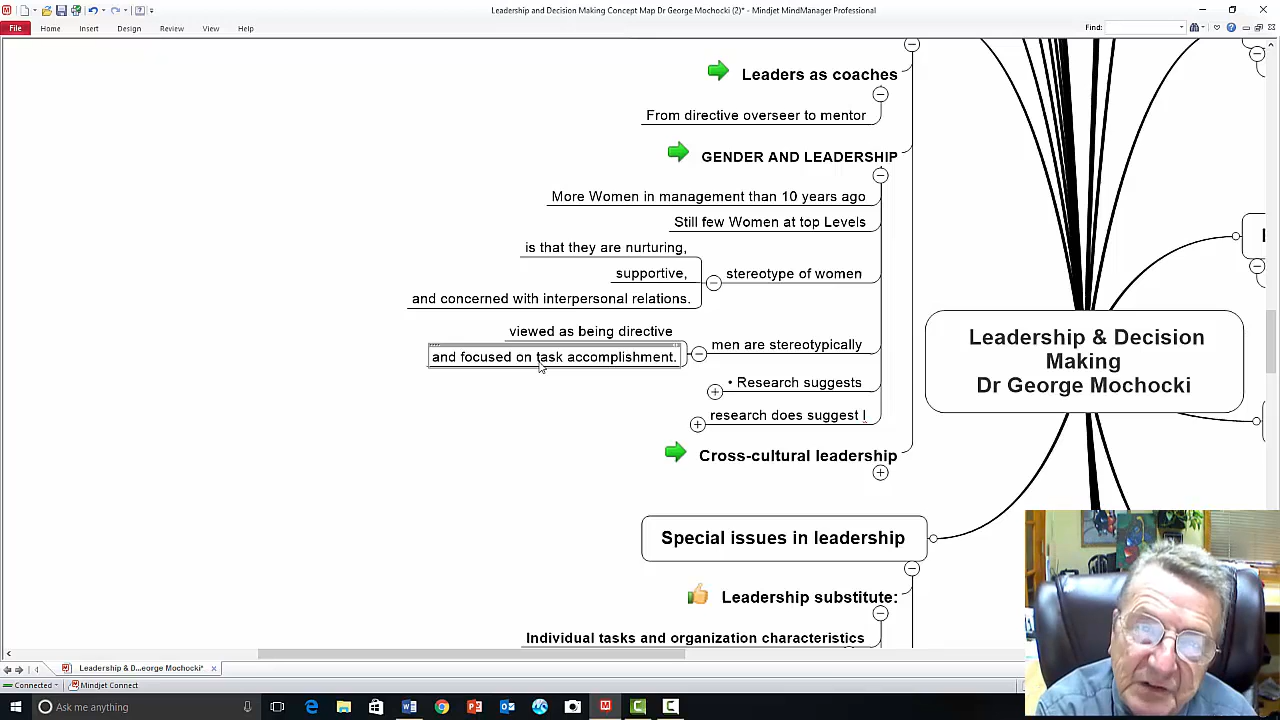 Leadership and Decision Making Concept Map Dr George Mochocki (2)* - Mindjet MindManager Professional
File Home Insert Design Review View Help Find:
Leaders as coaches
From directive overseer to mentor
GENDER AND LEADERSHIP
More Women in management than 10 years ago
Still few Women at top Levels
is that they are nurturing,
supportive,
stereotype of women
and concerned with interpersonal relations.
viewed as being directive
men are stereotypically
and focused on task accomplishment.
• Research suggests
research does suggest l
Cross-cultural leadership
Leadership & Decision
Making
Dr George Mochocki
Special issues in leadership
Leadership substitute:
Individual tasks and organization characteristics
Leadership & D...eorge Mochocki*
Connected
Mindjet Connect
Ask me anything